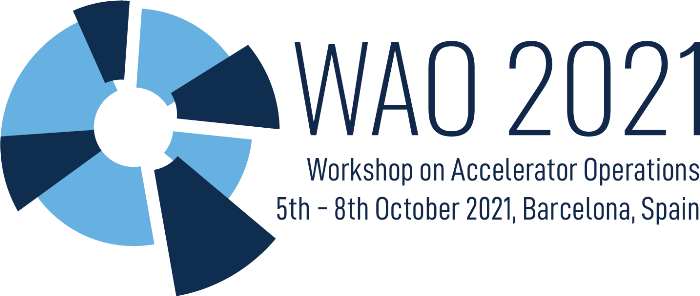 WAO 2021
Workshop on Accelerator Operations
5th - 8th October 2021, Barcelona, Spain